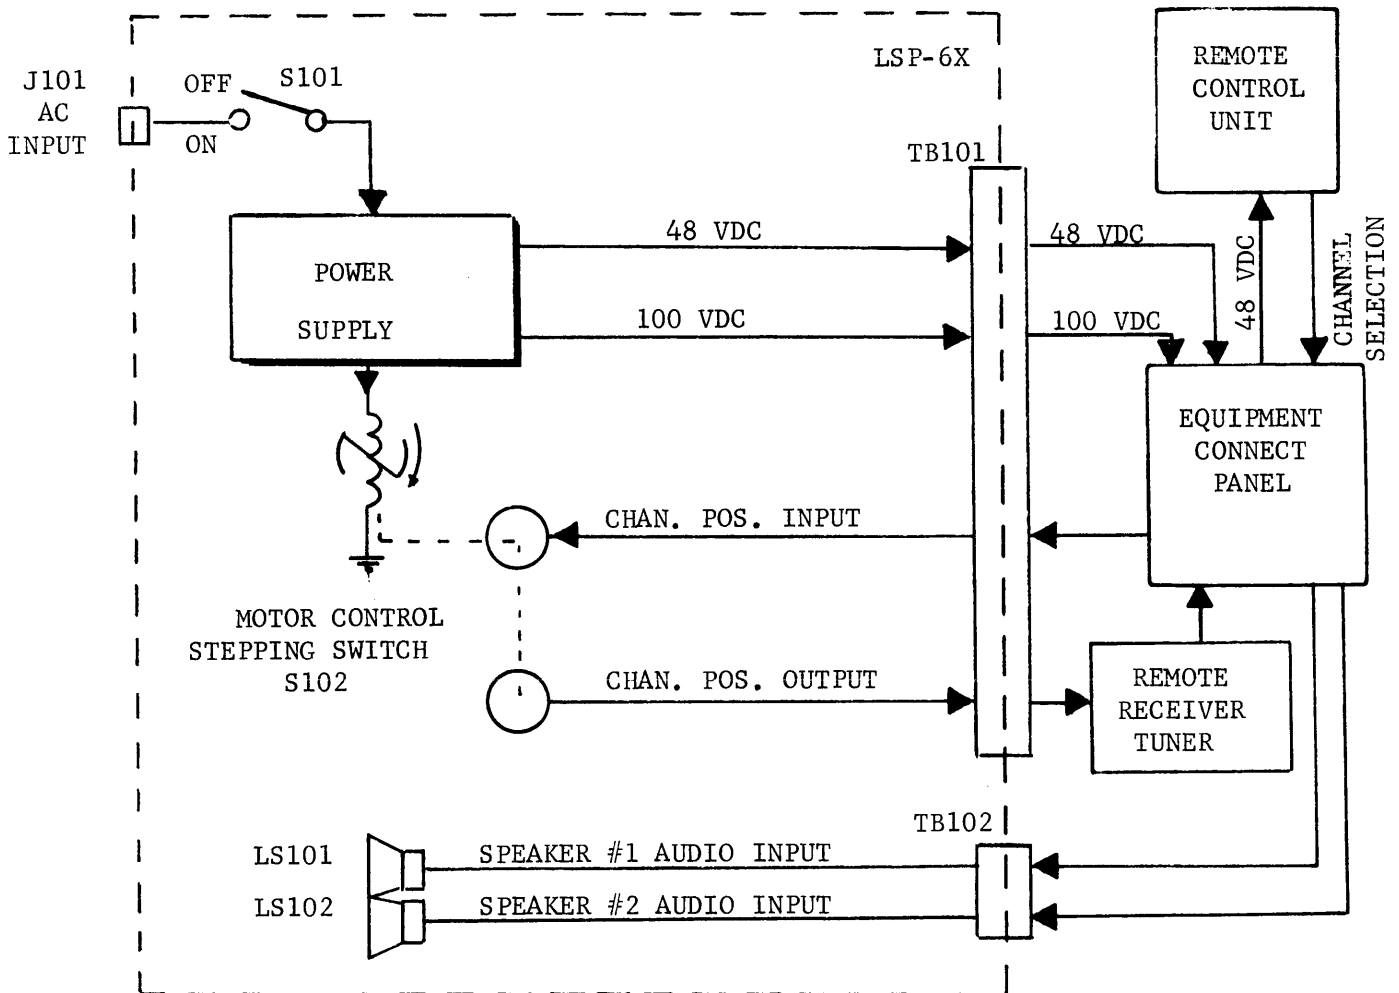 LSP-6X
REMOTE
CONTROL
UNIT
J101
AC
INPUT
OFF
S101
ON
TB101
48 VDC
48 VDC
48 VDC
CHANNEL
SELECTION
POWER
SUPPLY
100 VDC
100 VDC
EQUIPMENT
CONNECT
PANEL
CHAN. POS. INPUT
MOTOR CONTROL
STEPPING SWITCH
S102
CHAN. POS. OUTPUT
REMOTE
RECEIVER
TUNER
TB102
LS101
SPEAKER #1 AUDIO INPUT
LS102
SPEAKER #2 AUDIO INPUT